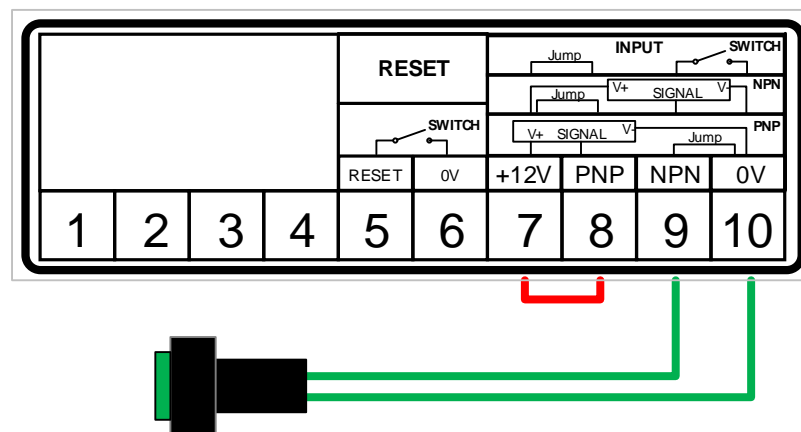 RESET
SWITCH
RESET 0V
Jump INPUT SWITCH
Jump V+ SIGNAL V- NPN
V+ SIGNAL V- Jump PNP
+12V PNP NPN 0V
1 2 3 4 5 6 7 8 9 10